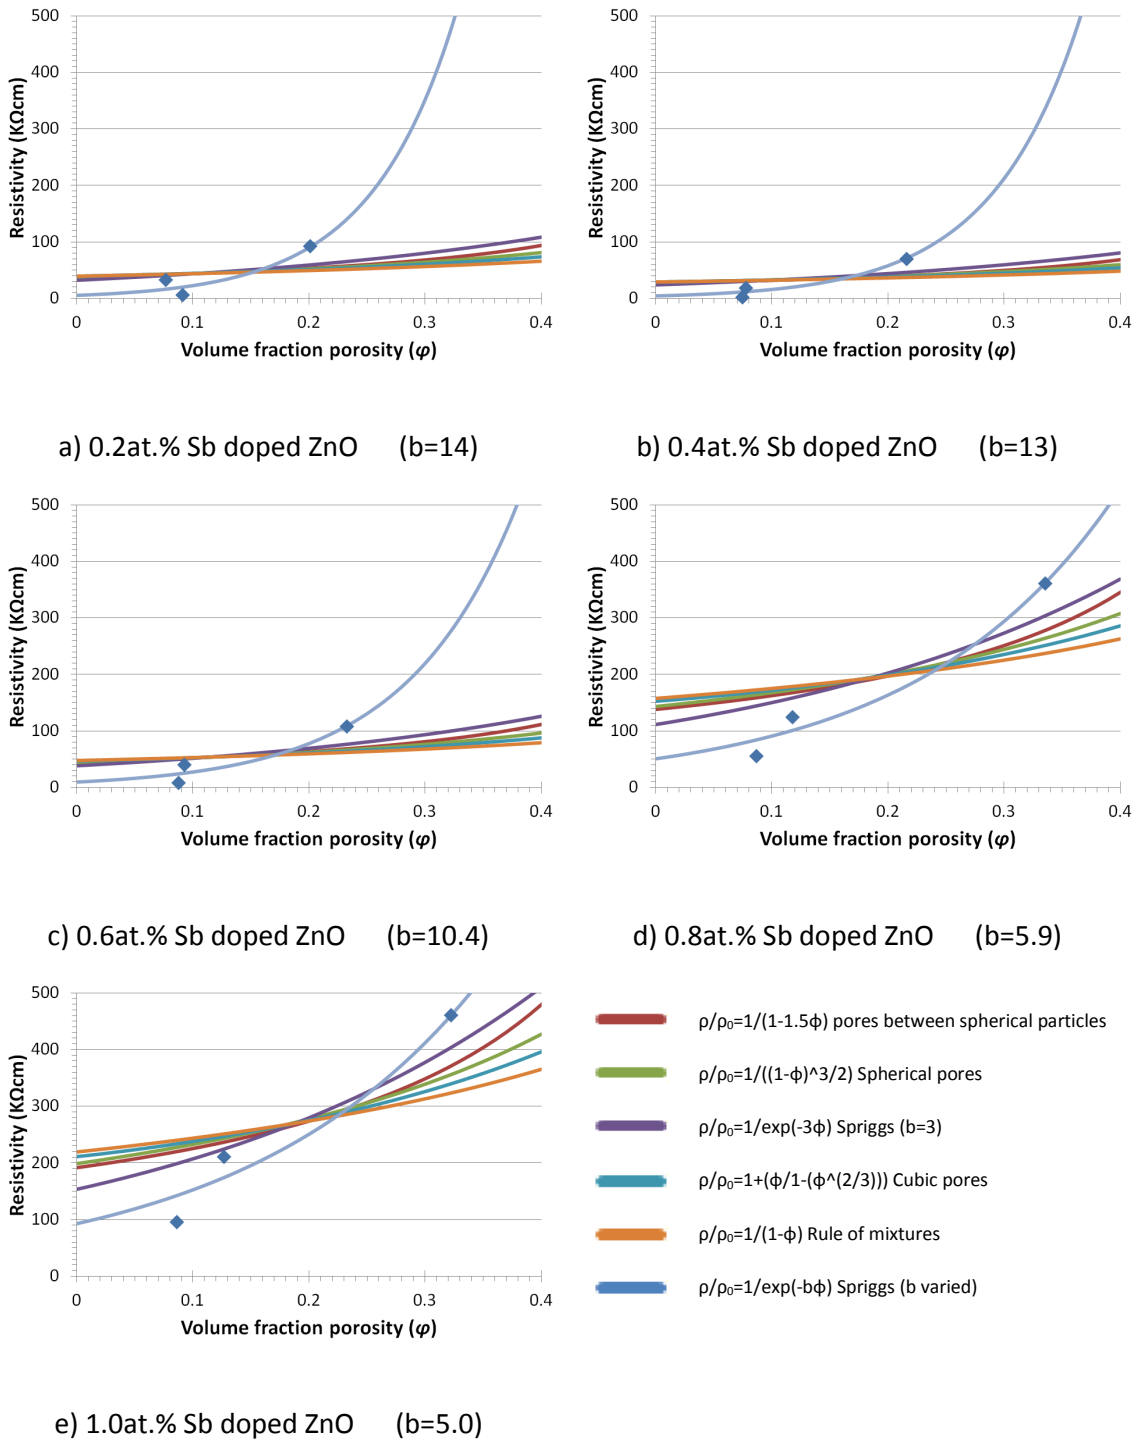 500
400
300
200
100
0
Resistivity (KΩcm)
0 0.1 0.2 0.3 0.4
Volume fraction porosity (φ)
a) 0.2at.% Sb doped ZnO (b=14)
500
400
300
200
100
0
Resistivity (KΩcm)
0 0.1 0.2 0.3 0.4
Volume fraction porosity (φ)
b) 0.4at.% Sb doped ZnO (b=13)
500
400
300
200
100
0
Resistivity (KΩcm)
0 0.1 0.2 0.3 0.4
Volume fraction porosity (φ)
c) 0.6at.% Sb doped ZnO (b=10.4)
500
400
300
200
100
0
Resistivity (KΩcm)
0 0.1 0.2 0.3 0.4
Volume fraction porosity (φ)
d) 0.8at.% Sb doped ZnO (b=5.9)
500
400
300
200
100
0
Resistivity (KΩcm)
0 0.1 0.2 0.3 0.4
Volume fraction porosity (φ)
e) 1.0at.% Sb doped ZnO (b=5.0)
ρ/ρ₀=1/(1-1.5ϕ) pores between spherical particles
ρ/ρ₀=1/((1-ϕ)^3/2) Spherical pores
ρ/ρ₀=1/exp(-3ϕ) Spriggs (b=3)
ρ/ρ₀=1+(ϕ/1-(ϕ^(2/3))) Cubic pores
ρ/ρ₀=1/(1-ϕ) Rule of mixtures
ρ/ρ₀=1/exp(-bϕ) Spriggs (b varied)